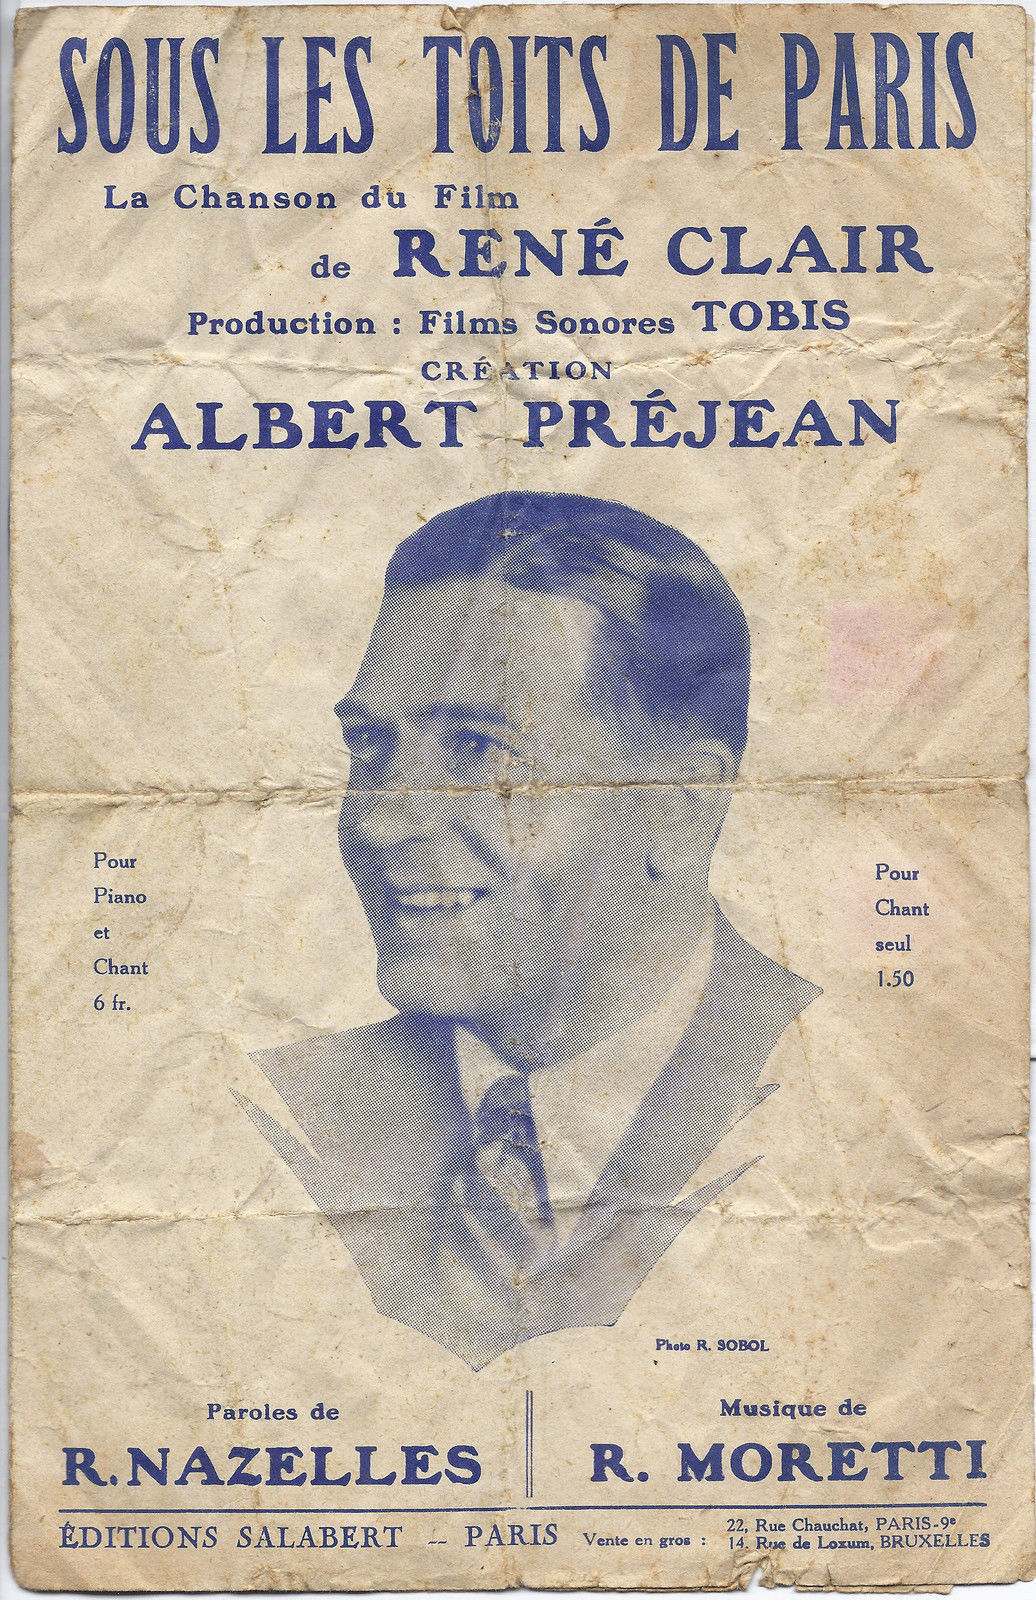 SOUS LES TOITS DE PARIS
La Chanson du Film
de RENÉ CLAIR
Production : Films Sonores TOBIS
CRÉATION
ALBERT PRÉJEAN
Pour
Piano
et
Chant
6 fr.
Pour
Chant
seul
1.50
Photo R. SOBOL
Paroles de
R. NAZELLES
Musique de
R. MORETTI
ÉDITIONS SALABERT -- PARIS
Vente en gros :
22, Rue Chauchat, PARIS-9e
14, Rue de Loxum, BRUXELLES